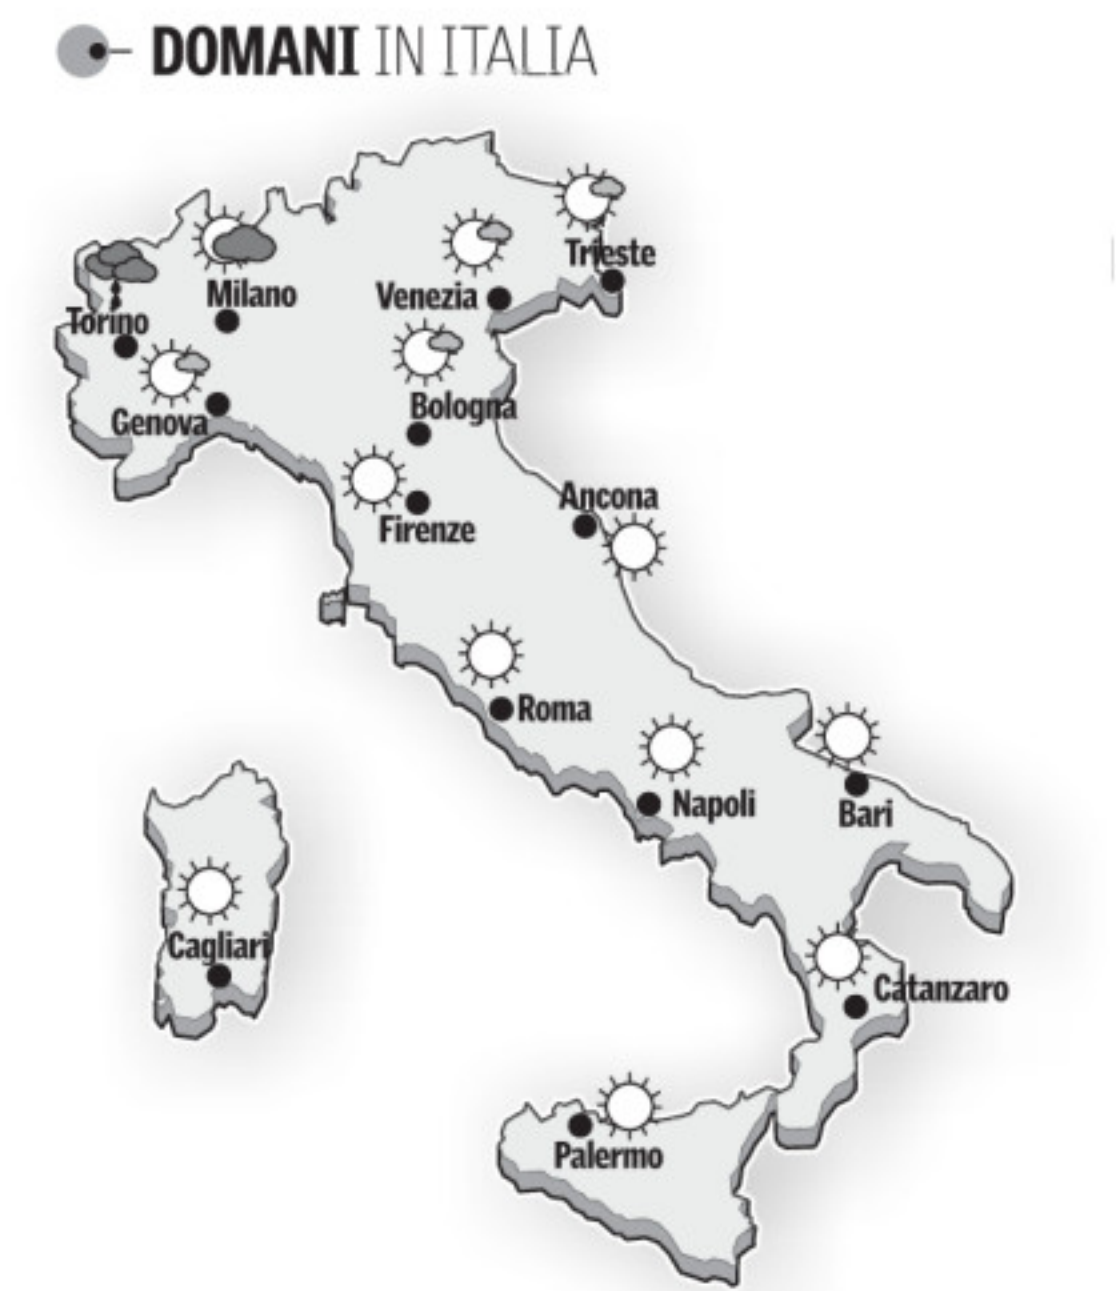 DOMANI IN ITALIA
Trieste
Milano
Venezia
Torino
Bologna
Genova
Ancona
Firenze
Roma
Napoli
Bari
Cagliari
Catanzaro
Palermo